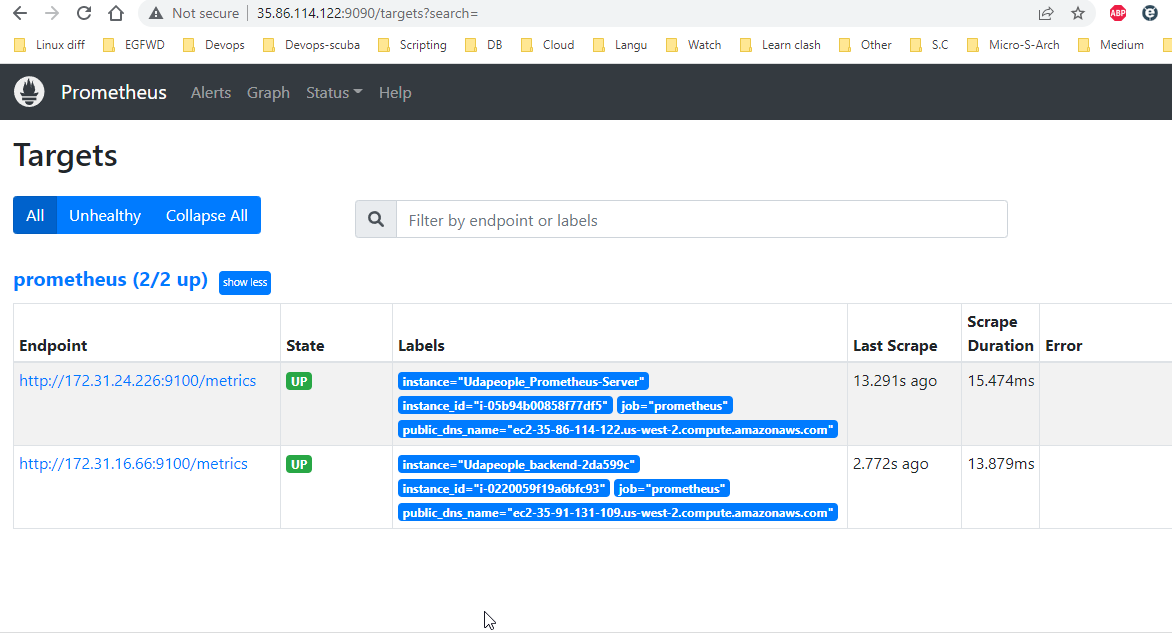 Not secure 35.86.114.122:9090/targets?search= ABP
Linux diff EGFWD Devops Devops-scuba Scripting DB Cloud Langu Watch Learn clash Other S.C Micro-S-Arch Medium
Prometheus Alerts Graph Status Help
Targets
All Unhealthy Collapse All Filter by endpoint or labels
prometheus (2/2 up) show less
Endpoint State Labels Last Scrape Scrape Duration Error
http://172.31.24.226:9100/metrics UP instance="Udapeople_Prometheus-Server" 13.291s ago 15.474ms
instance_id="i-05b94b00858f77df5" job="prometheus"
public_dns_name="ec2-35-86-114-122.us-west-2.compute.amazonaws.com"
http://172.31.16.66:9100/metrics UP instance="Udapeople_backend-2da599c" 2.772s ago 13.879ms
instance_id="i-0220059f19a6bfc93" job="prometheus"
public_dns_name="ec2-35-91-131-109.us-west-2.compute.amazonaws.com"